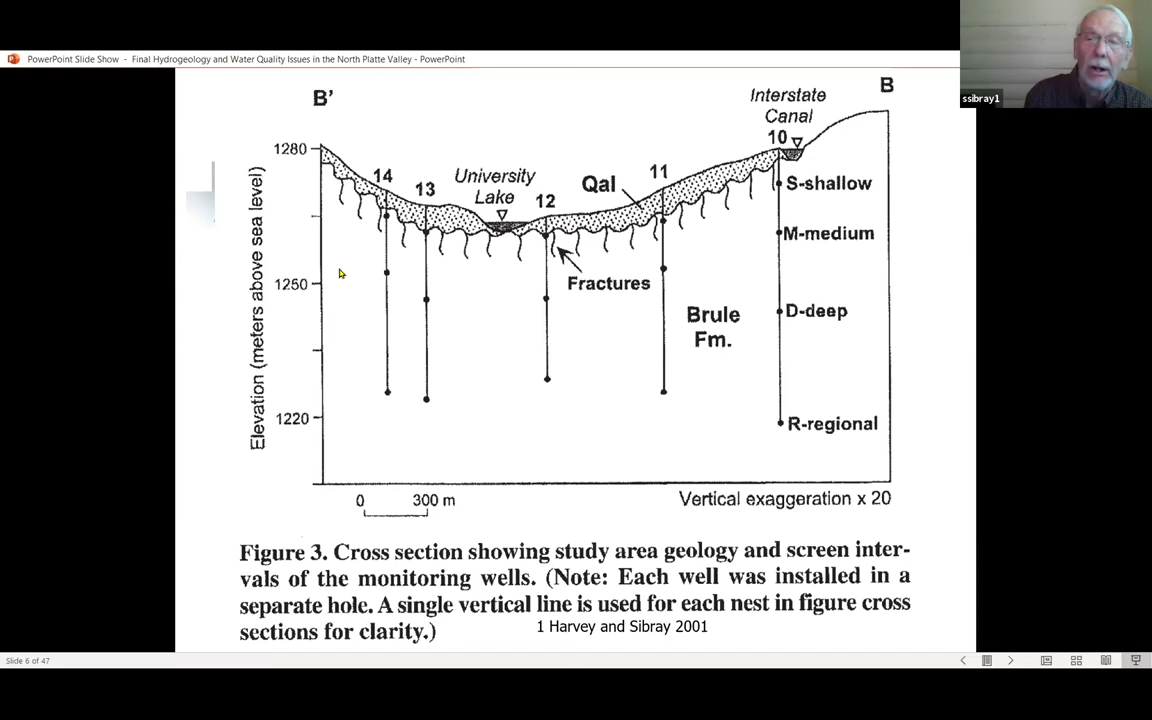 PowerPoint Slide Show - Final Hydrogeology and Water Quality Issues in the North Platte Valley - PowerPoint
ssibray1
B'
B
Interstate
Canal
10
1280
14
13
University
Lake
12
Qal
11
S-shallow
M-medium
Elevation (meters above sea level)
1250
Fractures
Brule
Fm.
D-deep
1220
R-regional
0
300 m
Vertical exaggeration x 20
Figure 3. Cross section showing study area geology and screen inter-
vals of the monitoring wells. (Note: Each well was installed in a
separate hole. A single vertical line is used for each nest in figure cross
sections for clarity.)
1 Harvey and Sibray 2001
Slide 6 of 47